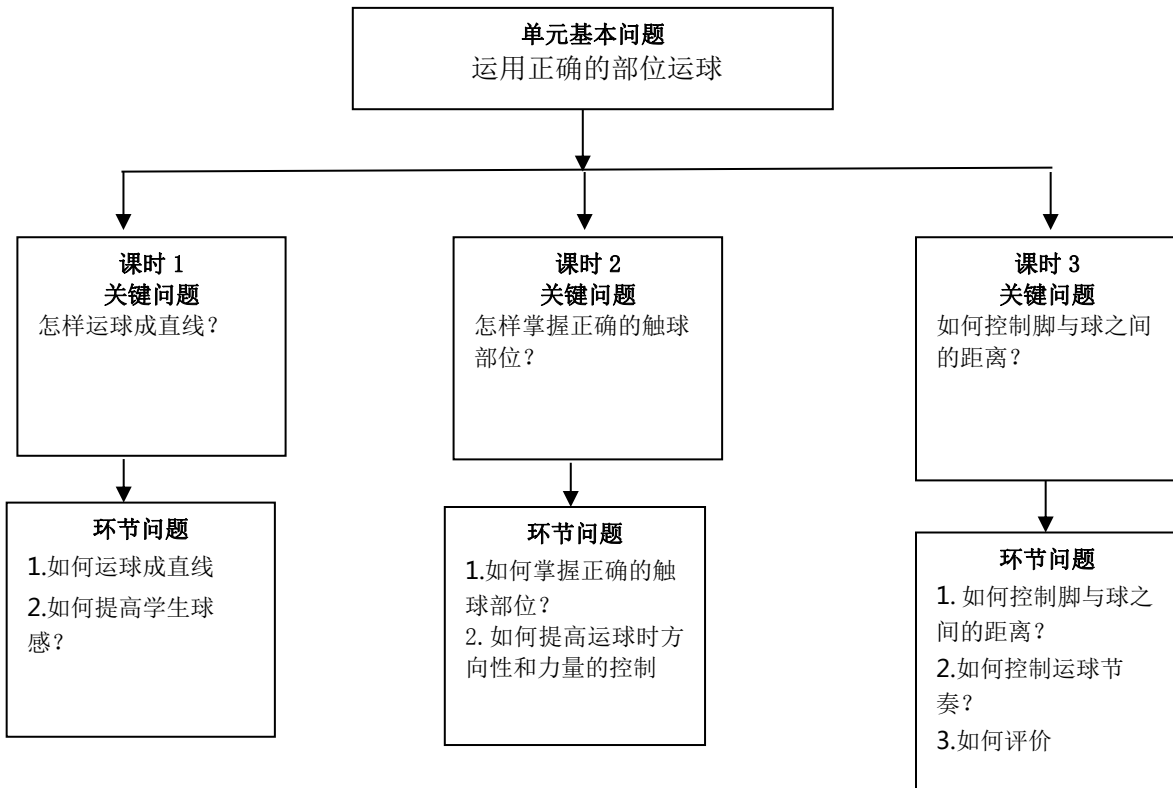 单元基本问题
运用正确的部位运球
课时 1
关键问题
怎样运球成直线？
课时 2
关键问题
怎样掌握正确的触球
部位？
课时 3
关键问题
如何控制脚与球之间
的距离？
环节问题
1.如何运球成直线
2.如何提高学生球
感？
环节问题
1.如何掌握正确的触
球部位？
2. 如何提高运球时方
向性和力量的控制
环节问题
1. 如何控制脚与球之
间的距离？
2.如何控制运球节
奏？
3.如何评价